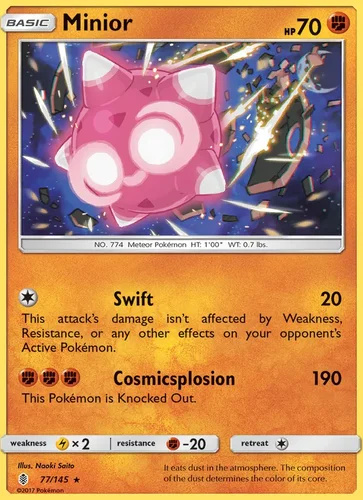 BASIC Minior HP 70
NO. 774 Meteor Pokémon HT: 1'00" WT: 0.7 lbs.
Swift 20
This attack's damage isn't affected by Weakness,
Resistance, or any other effects on your opponent's
Active Pokémon.
Cosmicsplosion 190
This Pokémon is Knocked Out.
weakness ×2 resistance -20 retreat
Illus. Naoki Saito
77/145 ★
©2017 Pokémon
It eats dust in the atmosphere. The composition
of the dust determines the color of its core.